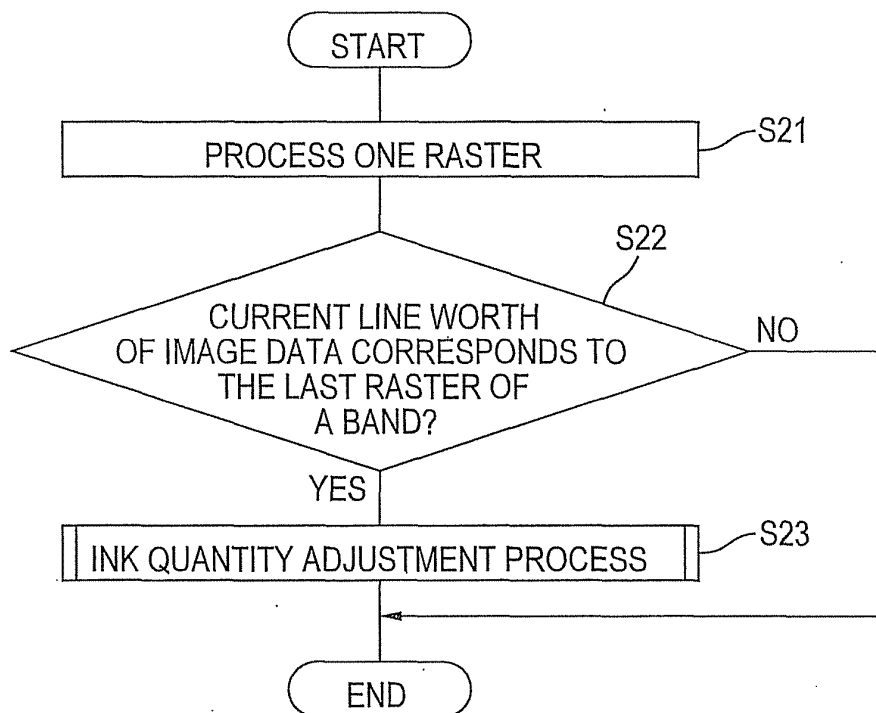 START
PROCESS ONE RASTER
S21
S22
CURRENT LINE WORTH
OF IMAGE DATA CORRESPONDS TO
THE LAST RASTER OF
A BAND?
NO
YES
INK QUANTITY ADJUSTMENT PROCESS
S23
END